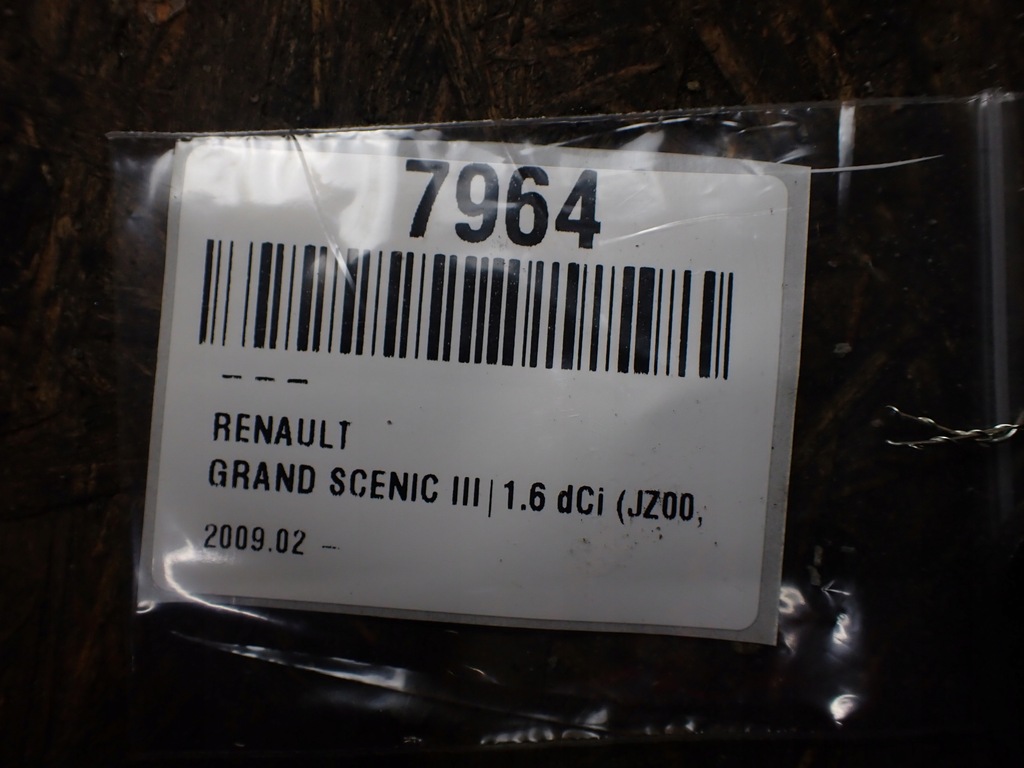 7964
---
RENAULT
GRAND SCENIC III | 1.6 dCi (JZ00,
2009.02 -